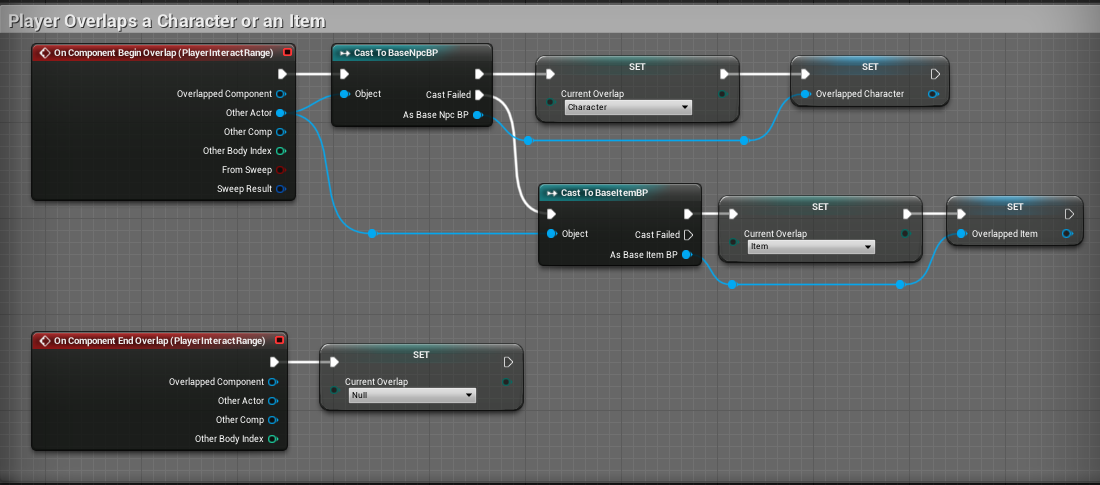 Player Overlaps a Character or an Item
On Component Begin Overlap (PlayerInteractRange)
Overlapped Component
Other Actor
Other Comp
Other Body Index
From Sweep
Sweep Result
Cast To BaseNpcBP
Object
Cast Failed
As Base Npc BP
SET
Current Overlap
Character
SET
Overlapped Character
Cast To BaseItemBP
Object
Cast Failed
As Base Item BP
SET
Current Overlap
Item
SET
Overlapped Item
On Component End Overlap (PlayerInteractRange)
Overlapped Component
Other Actor
Other Comp
Other Body Index
SET
Current Overlap
Null